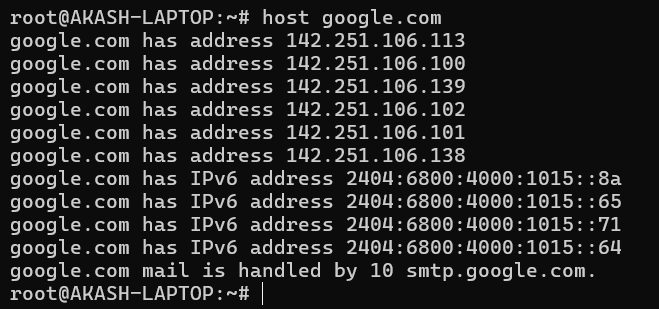 root@AKASH-LAPTOP:~# host google.com
google.com has address 142.251.106.113
google.com has address 142.251.106.100
google.com has address 142.251.106.139
google.com has address 142.251.106.102
google.com has address 142.251.106.101
google.com has address 142.251.106.138
google.com has IPv6 address 2404:6800:4000:1015::8a
google.com has IPv6 address 2404:6800:4000:1015::65
google.com has IPv6 address 2404:6800:4000:1015::71
google.com has IPv6 address 2404:6800:4000:1015::64
google.com mail is handled by 10 smtp.google.com.
root@AKASH-LAPTOP:~#